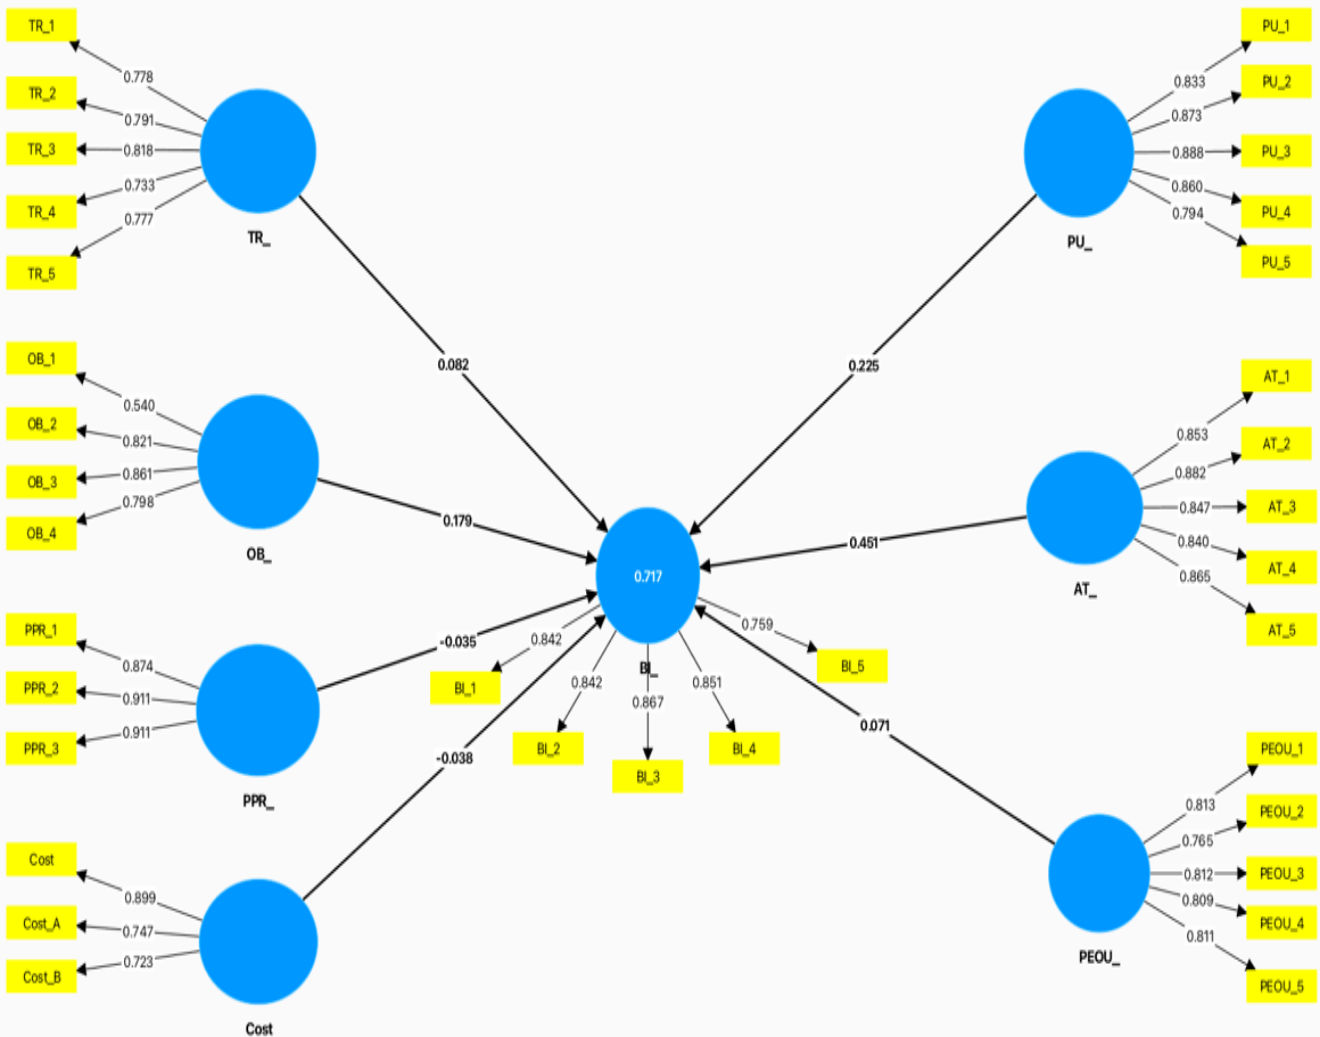 TR_1
0.778
TR_2
0.791
TR_3
0.818
TR_4
0.733
TR_5
0.777
TR_
PU_1
0.833
PU_2
0.873
PU_3
0.888
PU_4
0.860
PU_5
0.794
PU_
0.082
0.225
OB_1
0.540
OB_2
0.821
OB_3
0.861
OB_4
0.798
OB_
0.179
AT_1
0.853
AT_2
0.882
AT_3
0.847
AT_4
0.840
AT_5
0.865
AT_
0.451
0.717
BI_
PPR_1
0.874
PPR_2
0.911
PPR_3
0.911
PPR_
-0.035
0.842
BI_1
0.842
BI_2
0.867
BI_3
0.851
BI_4
0.759
BI_5
-0.038
0.071
Cost
0.899
Cost_A
0.747
Cost_B
0.723
Cost
PEOU_1
0.813
PEOU_2
0.765
PEOU_3
0.812
PEOU_4
0.809
PEOU_5
0.811
PEOU_